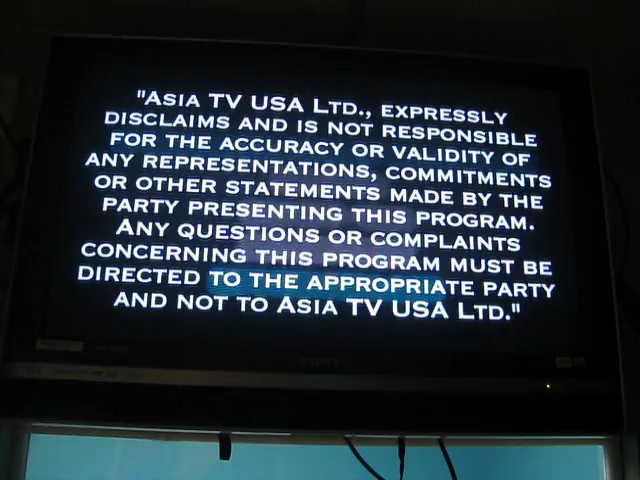 "ASIA TV USA LTD., EXPRESSLY
DISCLAIMS AND IS NOT RESPONSIBLE
FOR THE ACCURACY OR VALIDITY OF
ANY REPRESENTATIONS, COMMITMENTS
OR OTHER STATEMENTS MADE BY THE
PARTY PRESENTING THIS PROGRAM.
ANY QUESTIONS OR COMPLAINTS
CONCERNING THIS PROGRAM MUST BE
DIRECTED TO THE APPROPRIATE PARTY
AND NOT TO ASIA TV USA LTD."
SONY